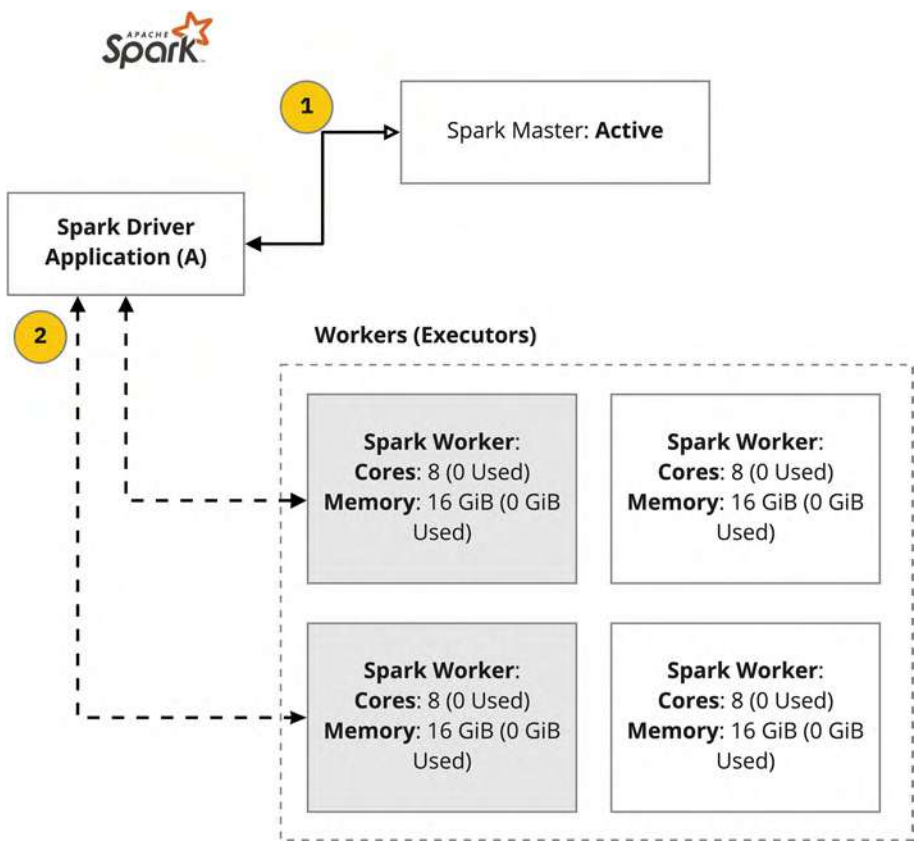 APACHE
Spark
1
Spark Master: Active
Spark Driver
Application (A)
2
Workers (Executors)
Spark Worker:
Cores: 8 (0 Used)
Memory: 16 GiB (0 GiB
Used)
Spark Worker:
Cores: 8 (0 Used)
Memory: 16 GiB (0 GiB
Used)
Spark Worker:
Cores: 8 (0 Used)
Memory: 16 GiB (0 GiB
Used)
Spark Worker:
Cores: 8 (0 Used)
Memory: 16 GiB (0 GiB
Used)